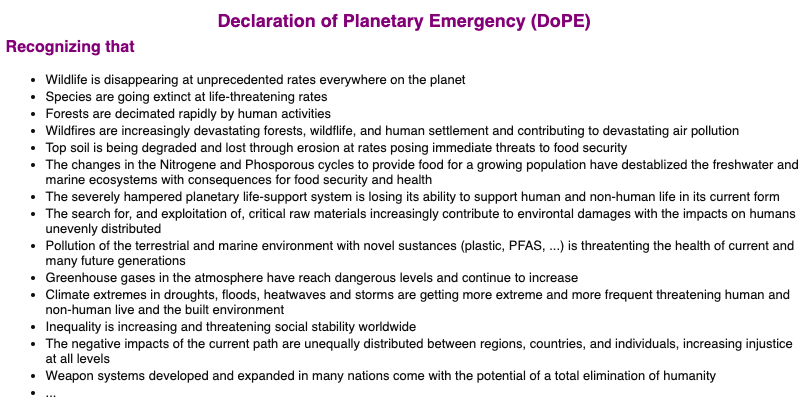 Declaration of Planetary Emergency (DoPE)
Recognizing that
• Wildlife is disappearing at unprecedented rates everywhere on the planet
• Species are going extinct at life-threatening rates
• Forests are decimated rapidly by human activities
• Wildfires are increasingly devastating forests, wildflife, and human settlement and contributing to devastating air pollution
• Top soil is being degraded and lost through erosion at rates posing immediate threats to food security
• The changes in the Nitrogene and Phosporous cycles to provide food for a growing population have destablized the freshwater and
marine ecosystems with consequences for food security and health
• The severely hampered planetary life-support system is losing its ability to support human and non-human life in its current form
• The search for, and exploitation of, critical raw materials increasingly contribute to environtal damages with the impacts on humans
unevenly distributed
• Pollution of the terrestrial and marine environment with novel sustances (plastic, PFAS, ...) is threatenting the health of current and
many future generations
• Greenhouse gases in the atmosphere have reach dangerous levels and continue to increase
• Climate extremes in droughts, floods, heatwaves and storms are getting more extreme and more frequent threatening human and
non-human live and the built environment
• Inequality is increasing and threatening social stability worldwide
• The negative impacts of the current path are unequally distributed between regions, countries, and individuals, increasing injustice
at all levels
• Weapon systems developed and expanded in many nations come with the potential of a total elimination of humanity
• ...